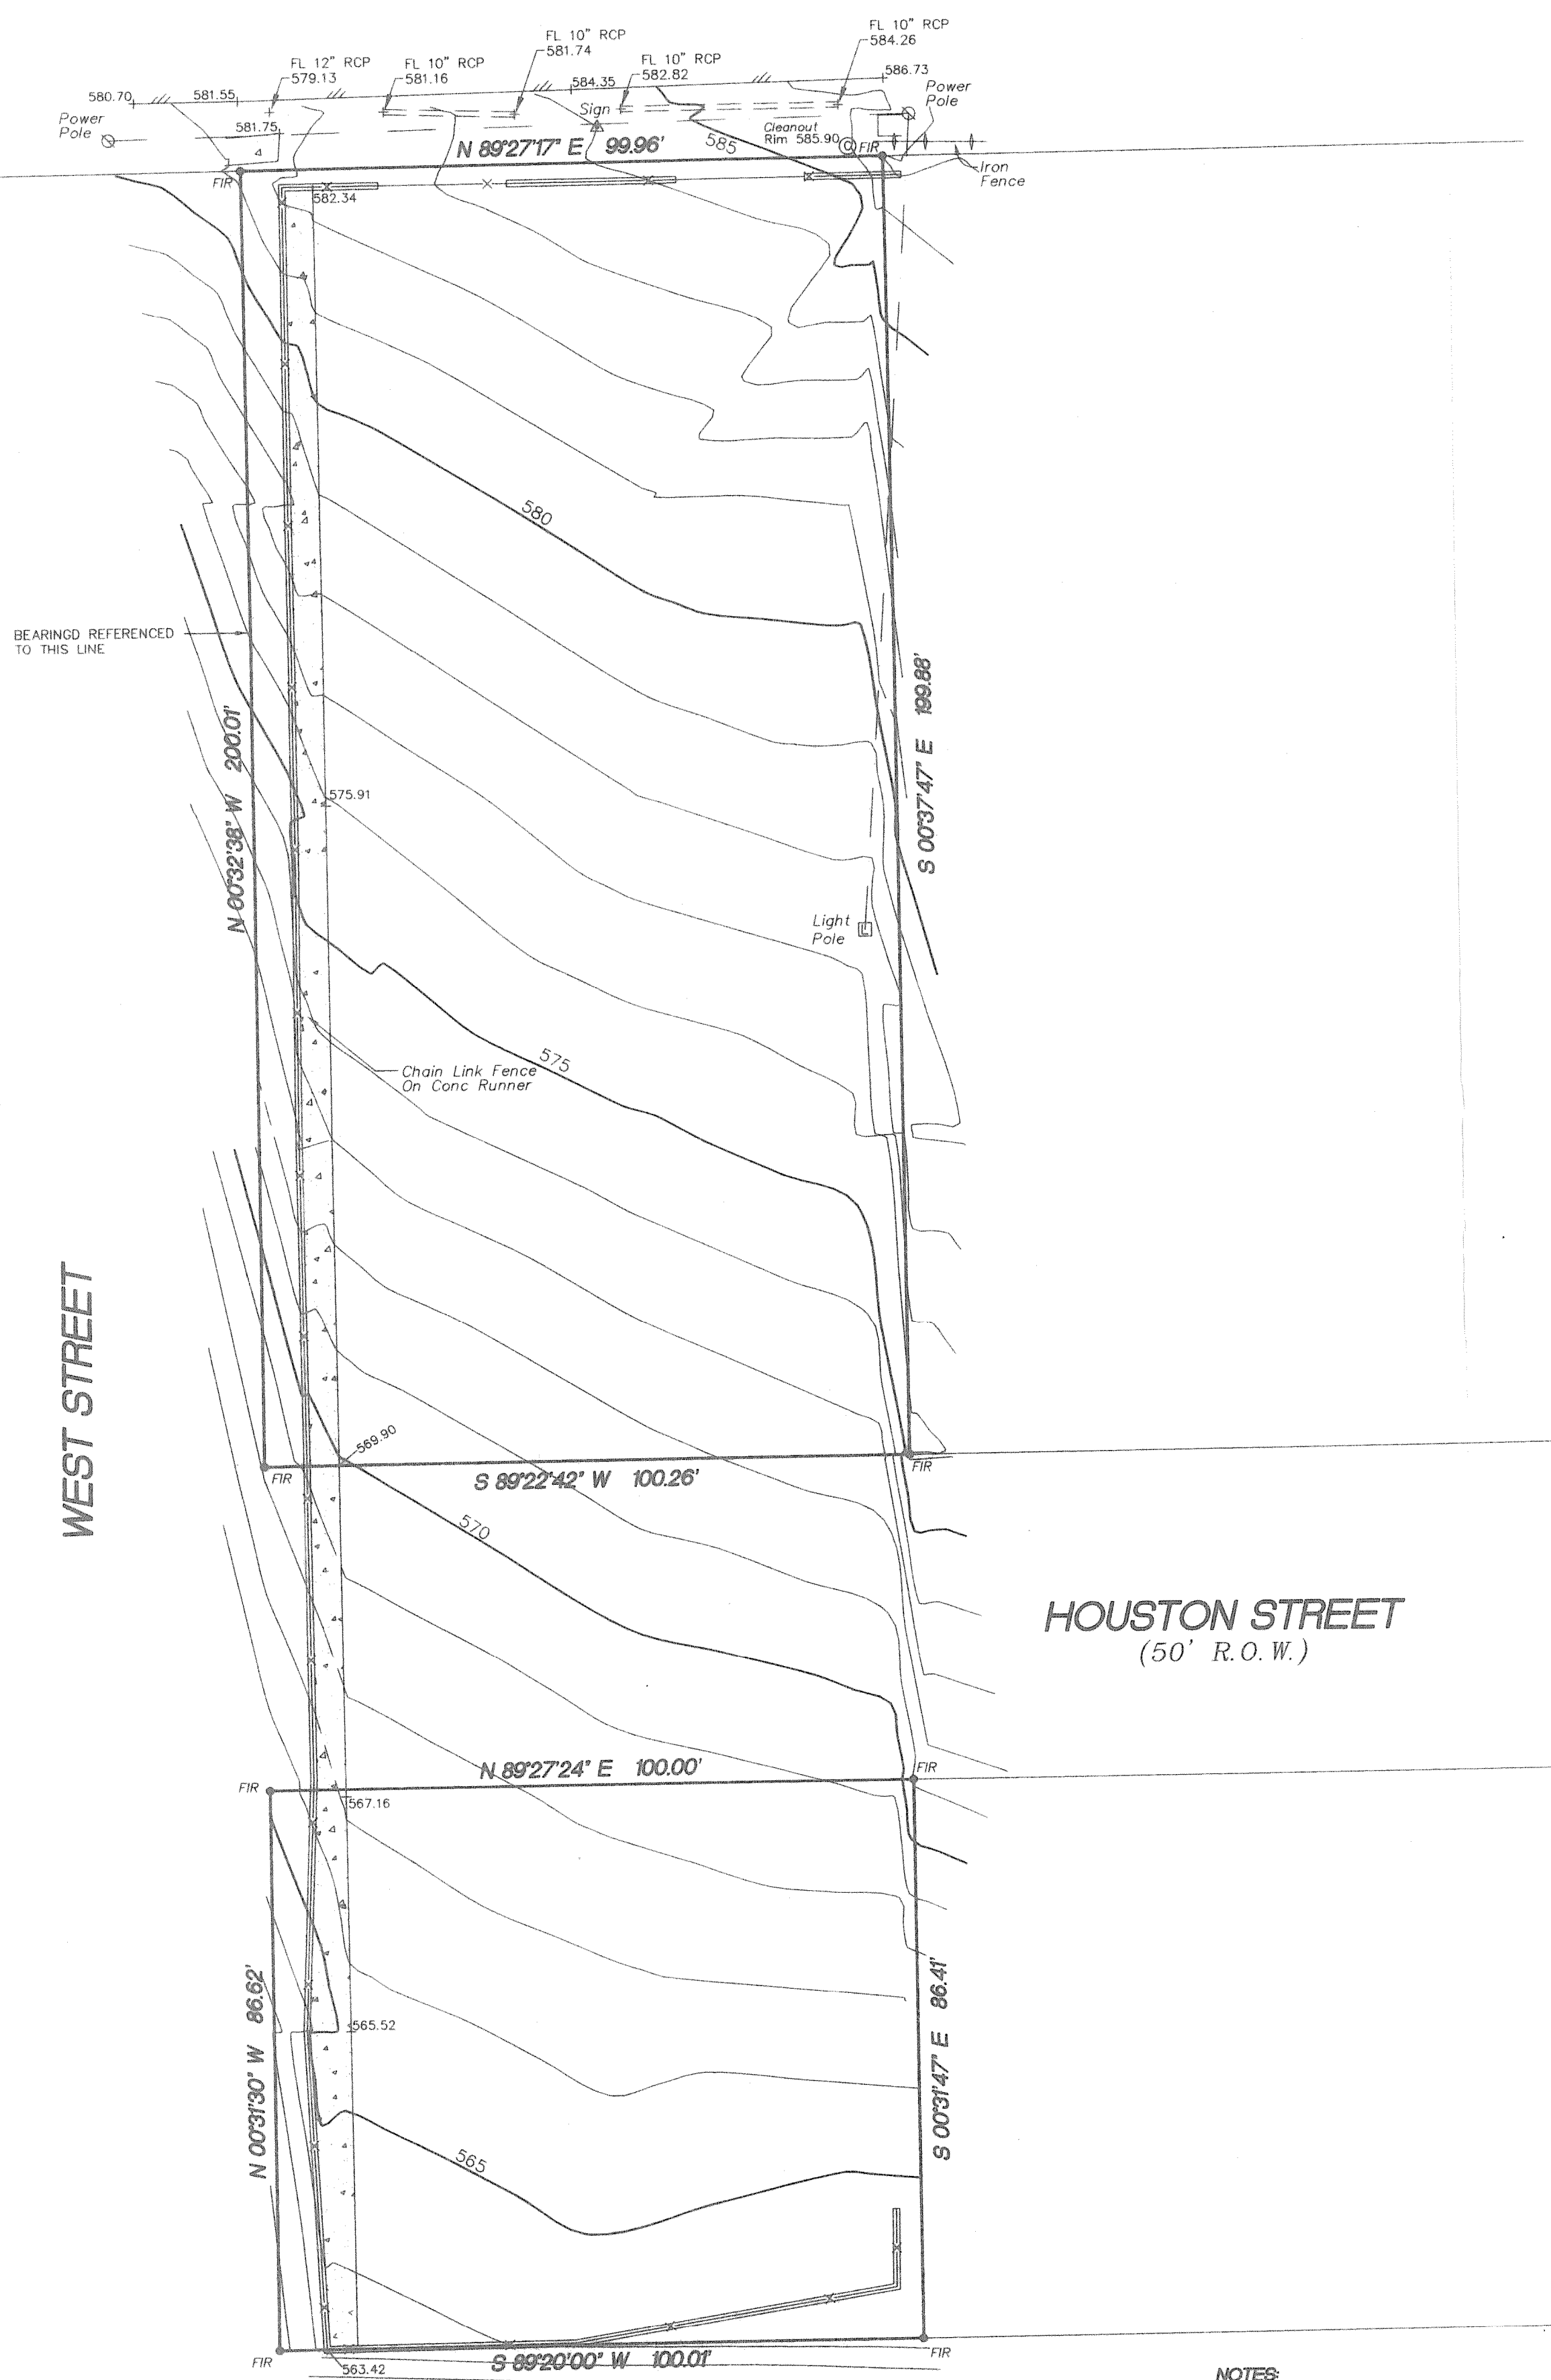 FL 10" RCP
584.26
FL 10" RCP
581.74
FL 12" RCP
579.13
FL 10" RCP
581.16
FL 10" RCP
582.82
584.35
586.73
580.70
581.55
Power
Pole
Sign
Power
Pole
581.75
Cleanout
Rim 585.90
585
N 89°27'17" E 99.96'
FIR
FIR
Iron
Fence
582.34
580
BEARINGD REFERENCED
TO THIS LINE
N 00°32'38" W 200.01'
S 00°37'47" E 199.88'
575.91
Light
Pole
L
575
Chain Link Fence
On Conc Runner
WEST STREET
569.90
FIR
S 89°22'42" W 100.26'
FIR
570
HOUSTON STREET
(50' R.O.W.)
N 89°27'24" E 100.00'
FIR
FIR
567.16
N 00°31'30" W 86.62'
S 00°31'47" E 86.41'
565.52
565
FIR
563.42
S 89°20'00" W 100.01'
FIR
NOTES: